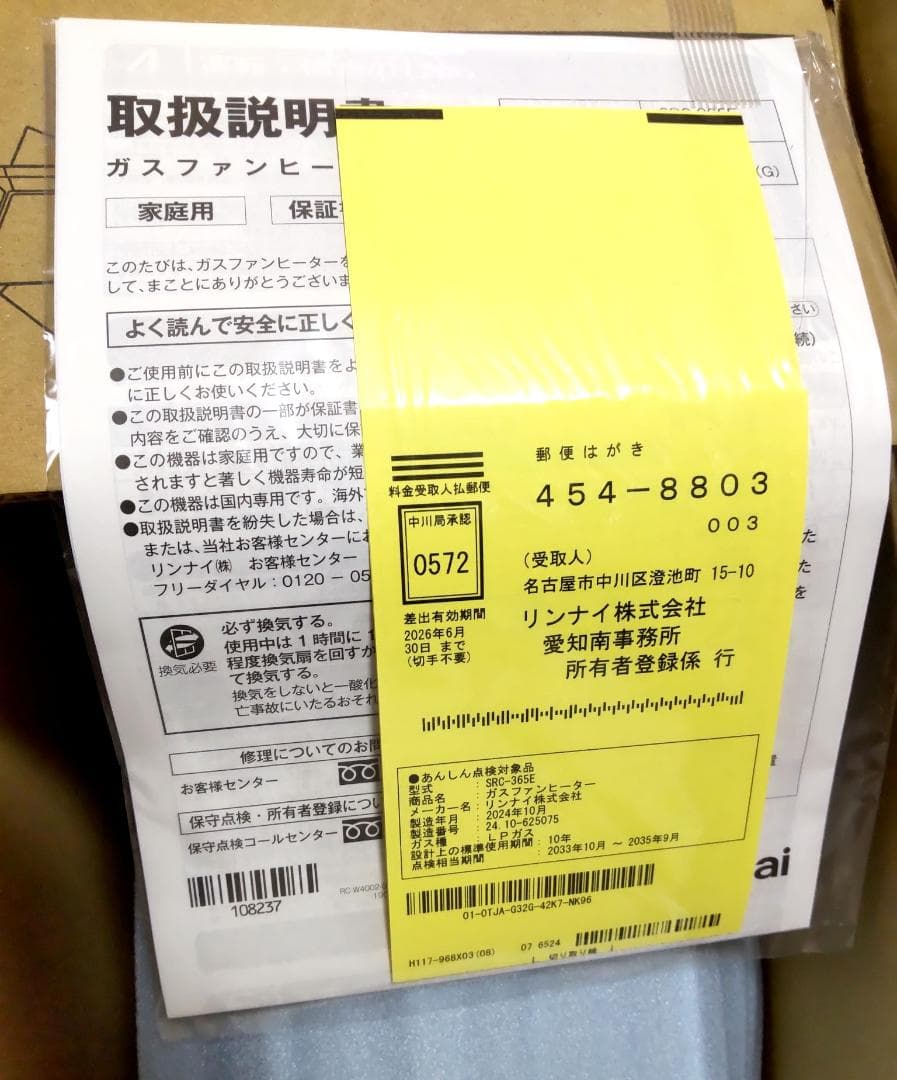 取扱説明
ガスファンヒー
(G)
家庭用
保証
このたびは、ガスファンヒーターを
して、まことにありがとうござい
さい
よく読んで安全に正しく
続)
●ご使用前にこの取扱説明書をよ
に正しくお使いください。
●この取扱説明書の一部が保証書
内容をご確認のうえ、大切に保
●この機器は家庭用ですので、業
されますと著しく機器寿命が短
●この機器は国内専用です。海外
●取扱説明書を紛失した場合は、
または、当社お客様センターにお
リンナイ㈱ お客様センター
フリーダイヤル:0120-05
換気必要
必ず換気する。
使用中は1時間に1
程度換気扇を回すか
て換気する。
換気をしないと一酸化
亡事故にいたるおそれ
修理についてのお問
お客様センター
保守点検・所有者登録につい
保守点検コールセンター
108237
ai
郵便はがき
料金受取人払郵便
454-8803
003
中川局承認
0572
(受取人)
名古屋市中川区澄池町 15-10
リンナイ株式会社
愛知南事務所
所有者登録係 行
差出有効期間
2026年6月
30日 まで
(切手不要)
●あんしん点検対象品
型式 : SRC-365E
商品名 : ガスファンヒーター
メーカー名 : リンナイ株式会社
製造年月 : 2024年10月
製造番号 : 24.10-625075
ガス種 : LPガス
設計上の標準使用期間 : 10年
点検相当期間 : 2033年10月 ～ 2035年9月
01-0TJA-G32G-42K7-NK96
H117-968X03(08)
07 6524
切り取り線